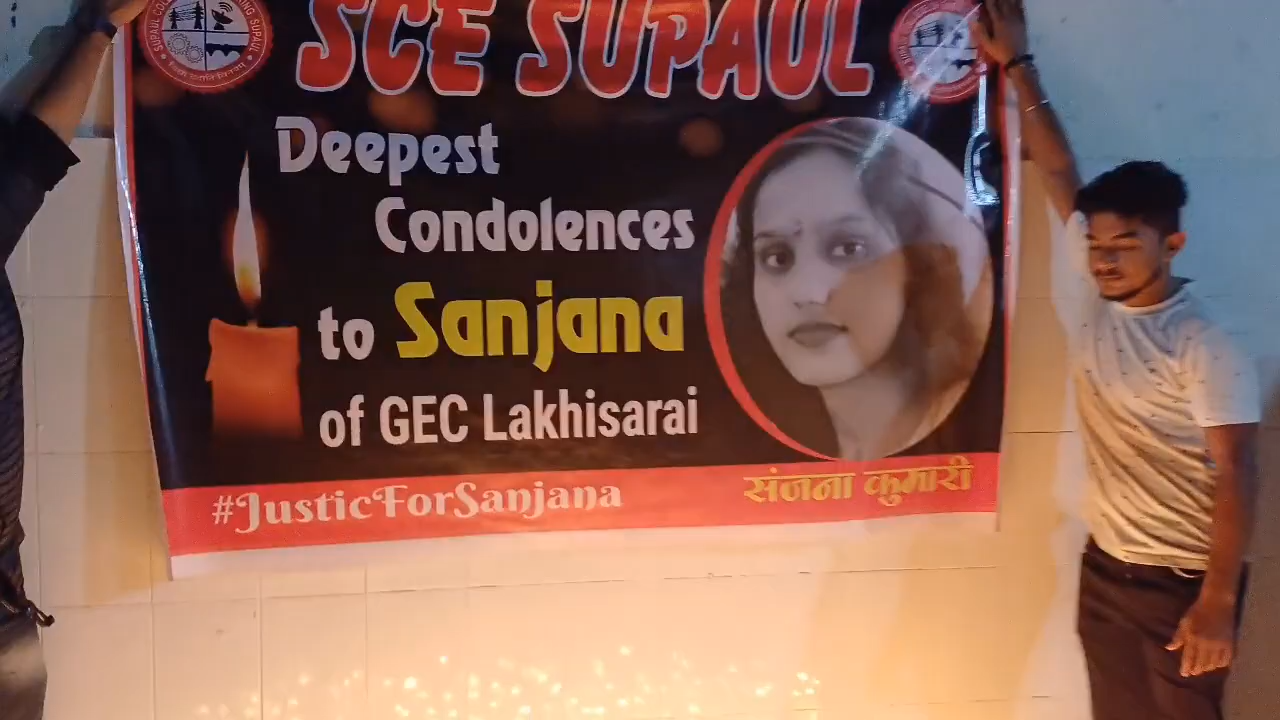 SCE SUPAUL
Deepest
Condolences
to Sanjana
of GEC Lakhisarai
#JusticForSanjana
संजना कुमारी